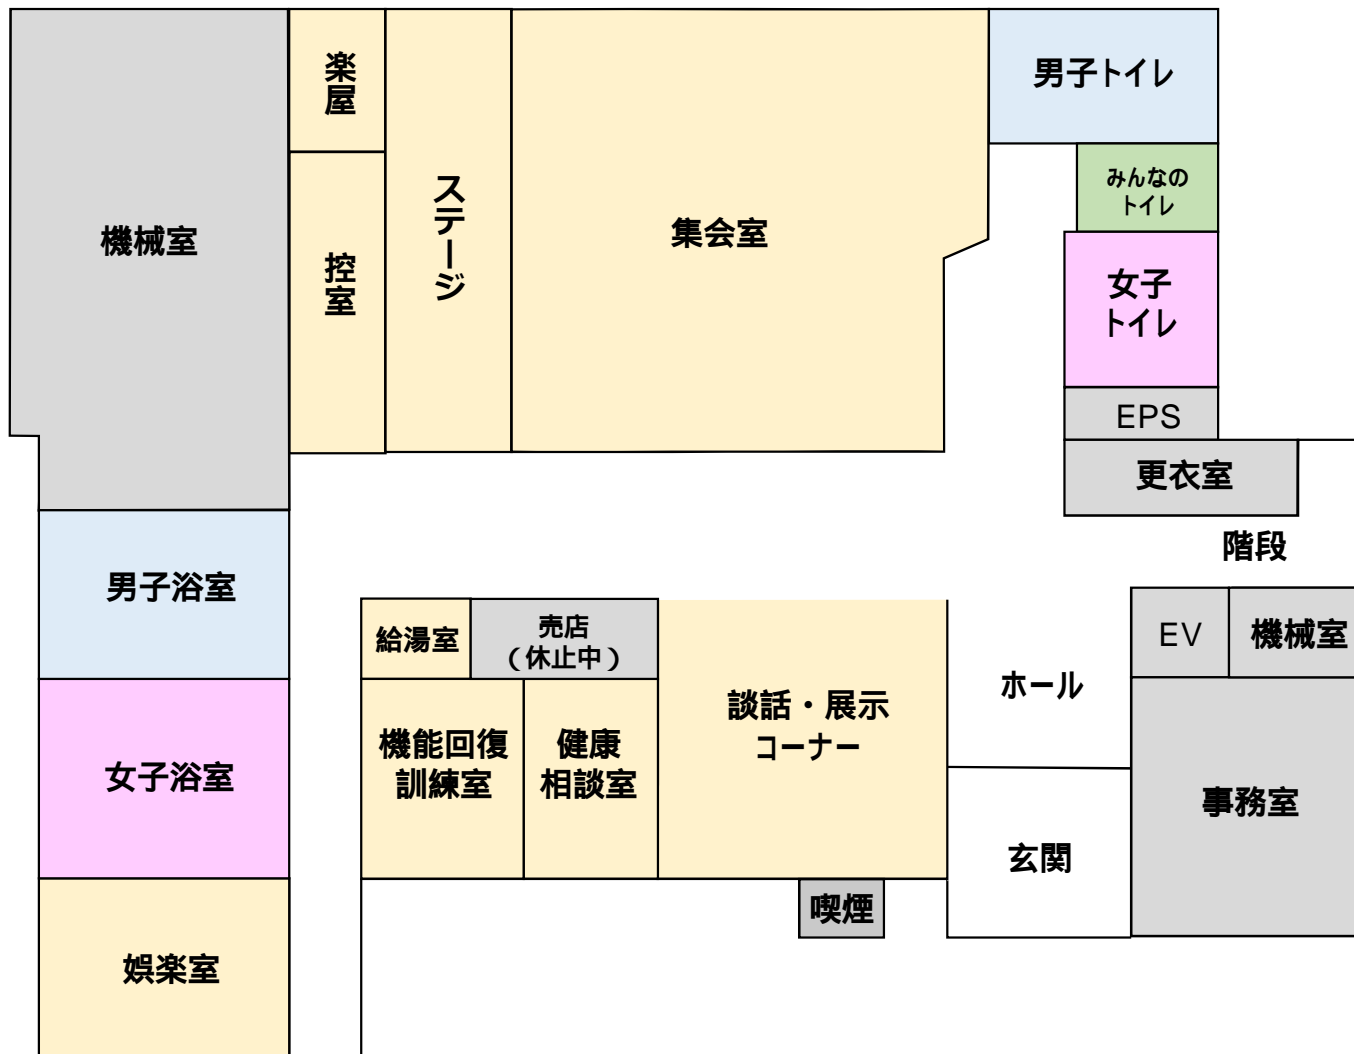 楽屋
男子トイレ
みんなの
トイレ
機械室
控室
ステージ
集会室
女子
トイレ
EPS
更衣室
階段
男子浴室
給湯室
売店
（休止中）
EV
機械室
ホール
談話・展示
コーナー
機能回復
訓練室
健康
相談室
女子浴室
事務室
玄関
喫煙
娯楽室